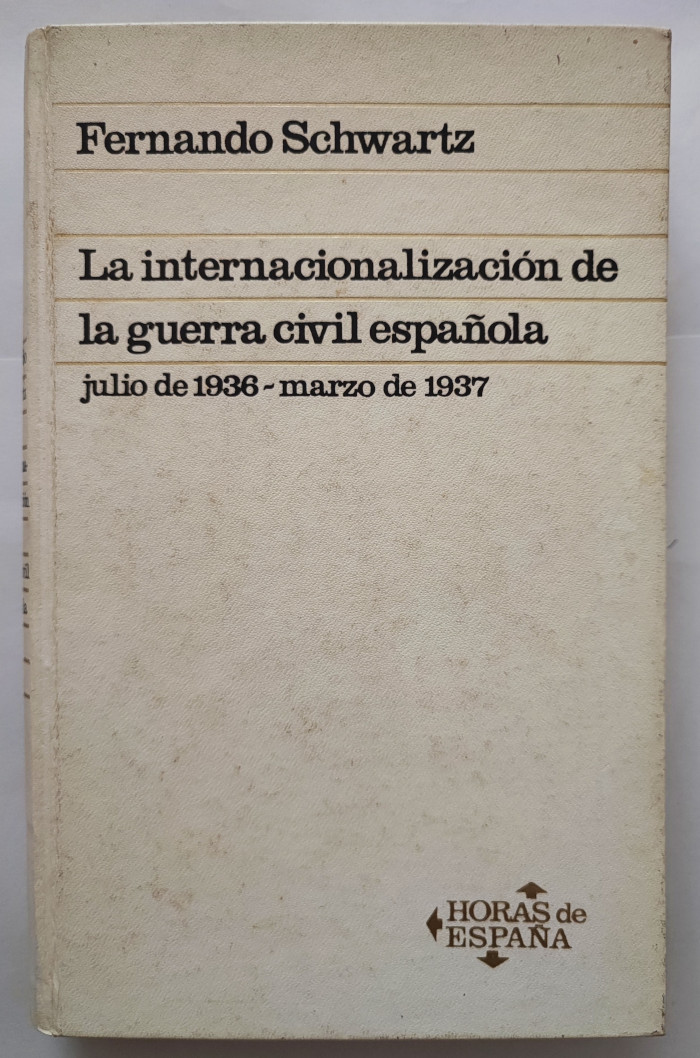 Fernando Schwartz
La internacionalización de
la guerra civil española
julio de 1936 - marzo de 1937
HORAS de
ESPAÑA